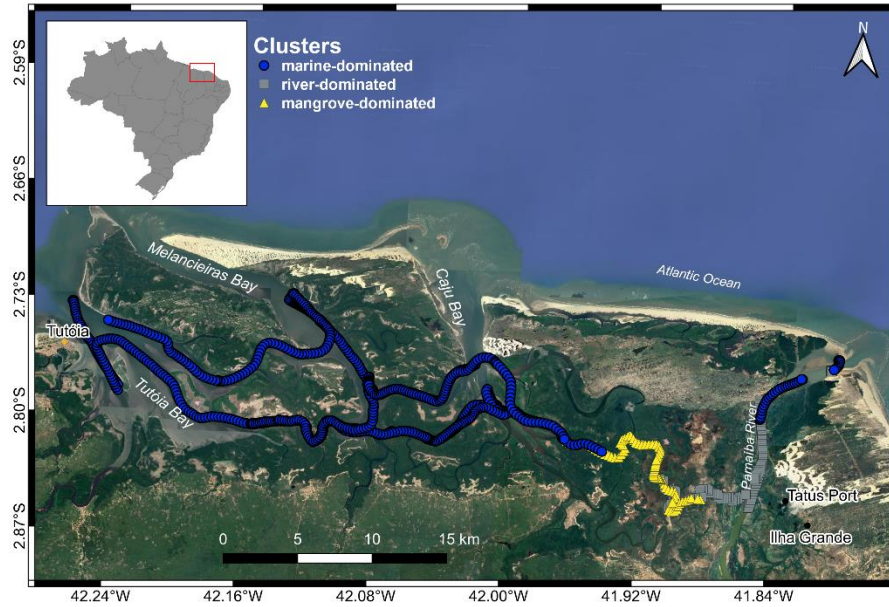 Clusters
marine-dominated
river-dominated
mangrove-dominated
2.59°S
2.66°S
2.73°S
2.80°S
2.87°S
Melancieiras Bay
Caju Bay
Atlantic Ocean
Tutóia
Tutóia Bay
Parnaíba River
Tatus Port
Ilha Grande
0 5 10 15 km
42.24°W 42.16°W 42.08°W 42.00°W 41.92°W 41.84°W